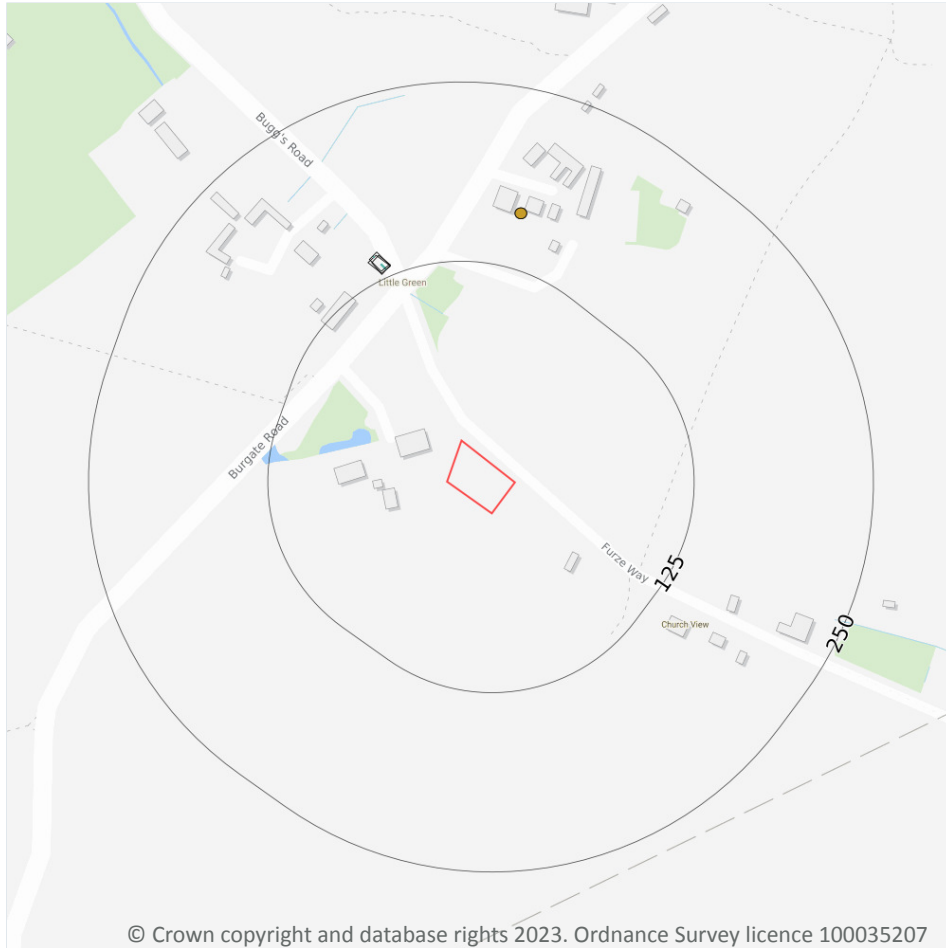 Bugg's Road
Little Green
Burgate Road
Furze Way
125
Church View
250
© Crown copyright and database rights 2023. Ordnance Survey licence 100035207